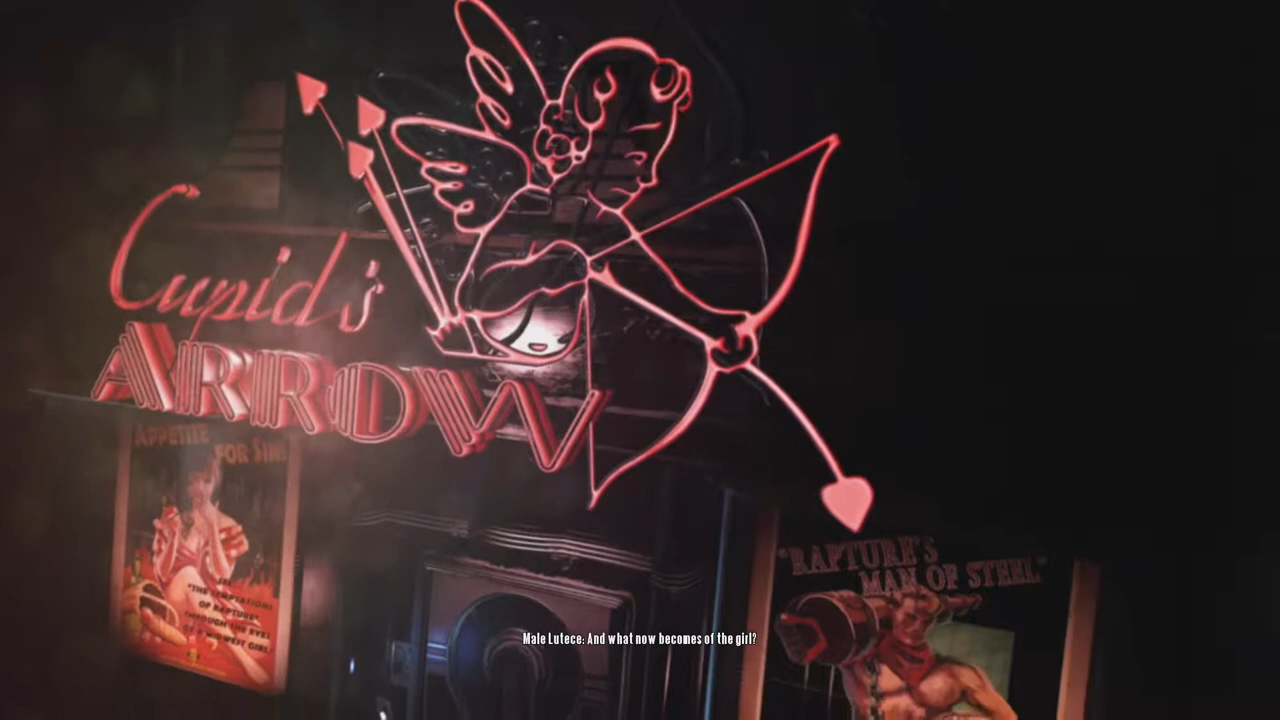 Cupid's
ARROW
APPETITE
FOR SIN!
"THE TEMPTATIONS
OF RAPTURE"
THROUGH THE EYES
OF A MIDWEST GIRL
"RAPTURE'S
MAN OF STEEL"
Male Lutece: And what now becomes of the girl?